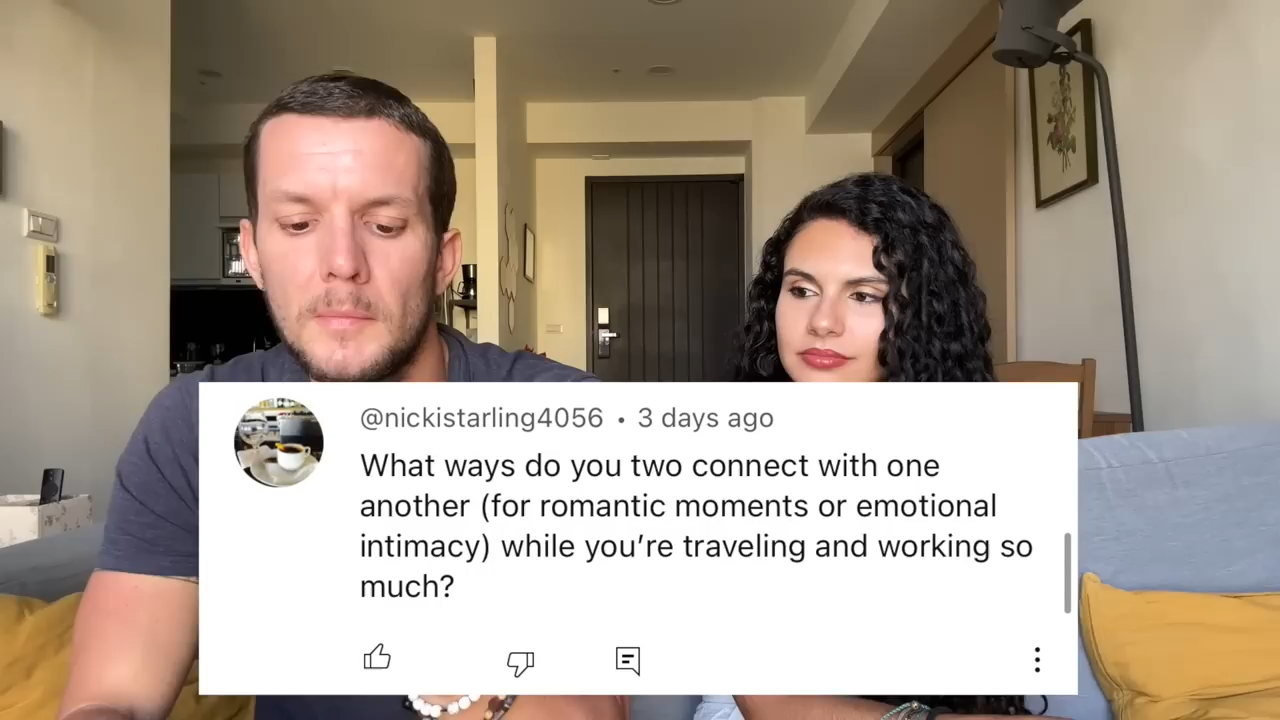 @nickistarling4056 • 3 days ago
What ways do you two connect with one
another (for romantic moments or emotional
intimacy) while you’re traveling and working so
much?